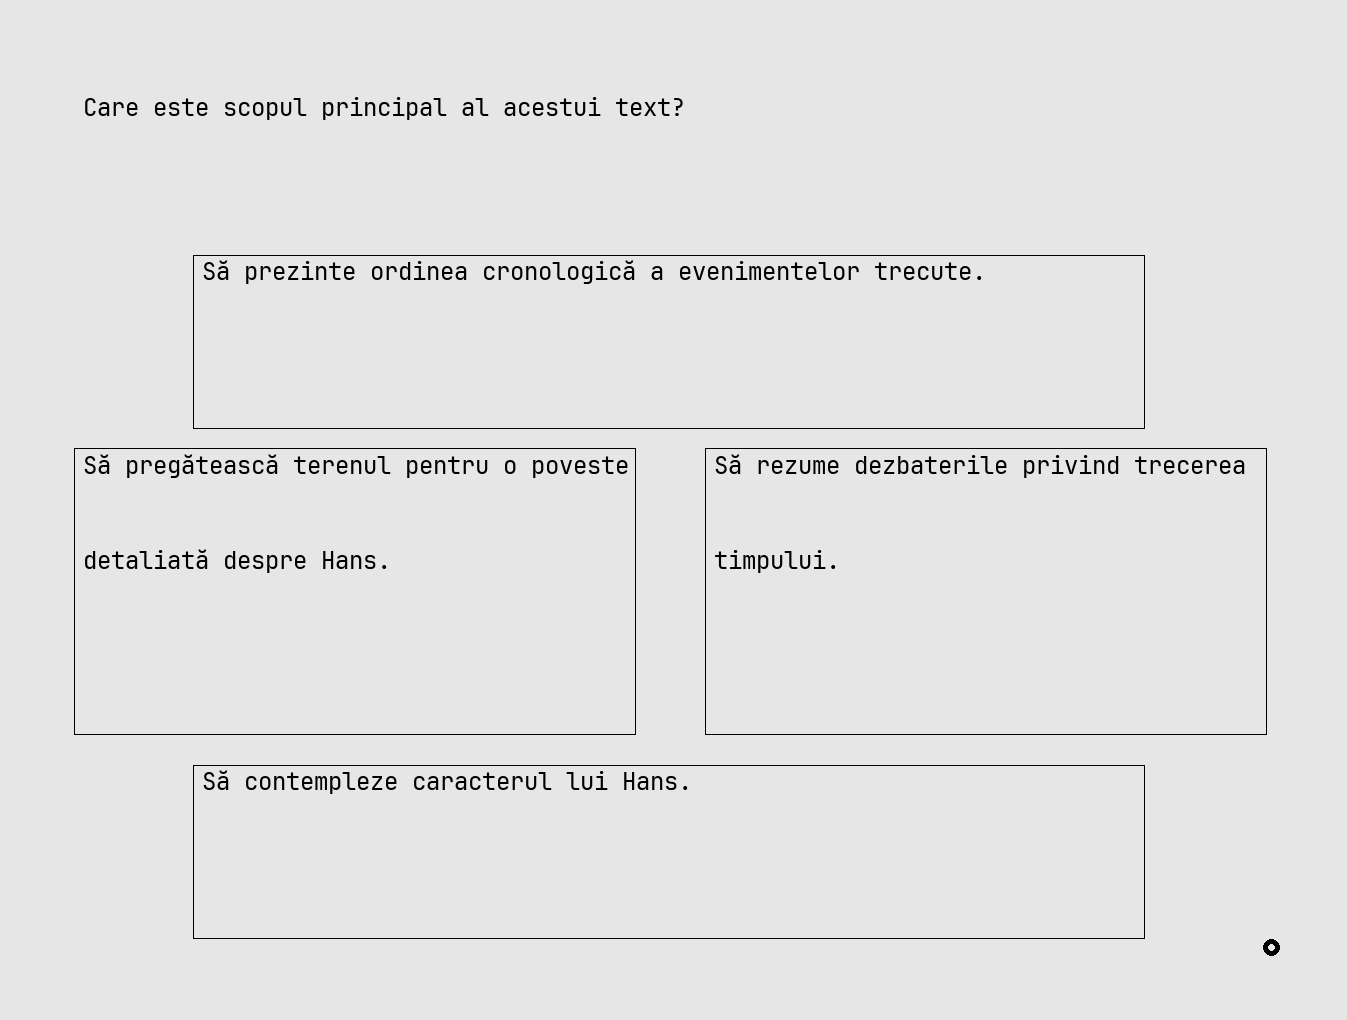 Care este scopul principal al acestui text?
Să prezinte ordinea cronologică a evenimentelor trecute.
Să pregătească terenul pentru o poveste
detaliată despre Hans.
Să rezume dezbaterile privind trecerea
timpului.
Să contempleze caracterul lui Hans.